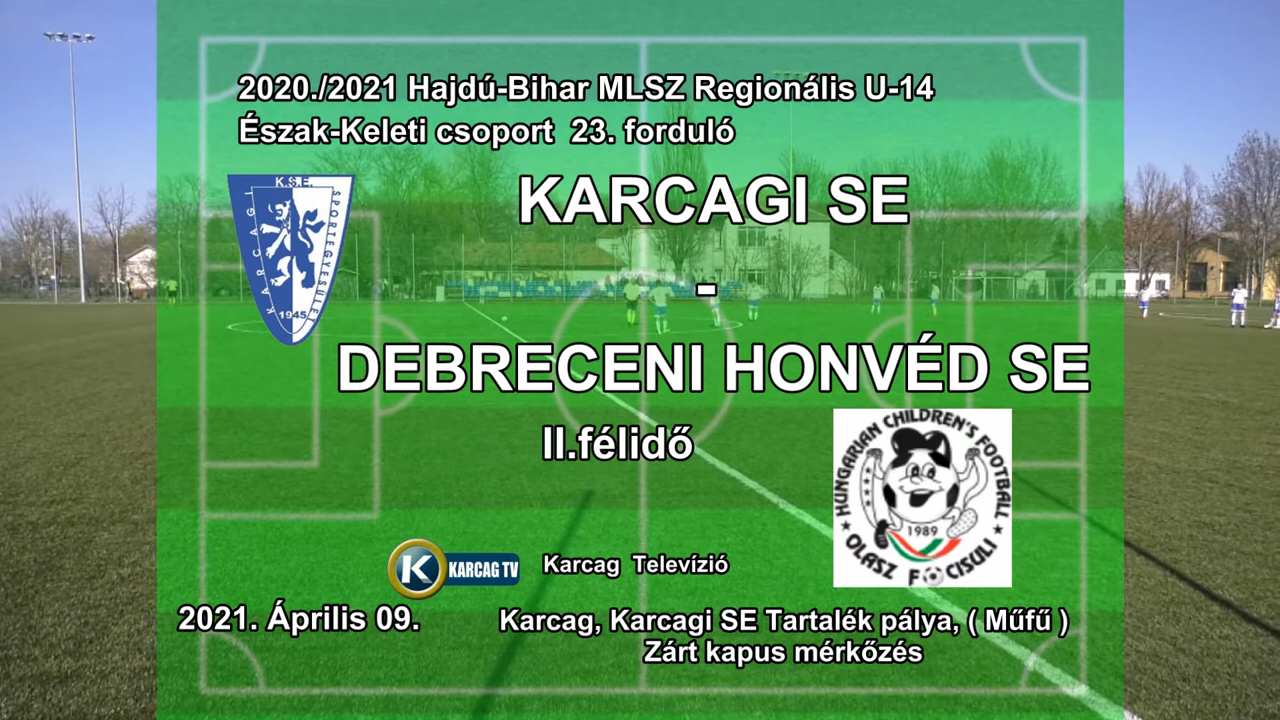 2020./2021 Hajdú-Bihar MLSZ Regionális U-14
Észak-Keleti csoport 23. forduló
K.S.E.
KARCAGI
SPORTEGYESÜLET
1945
KARCAGI SE
-
DEBRECENI HONVÉD SE
II.félidő
HUNGARIAN CHILDREN'S FOOTBALL
1989
OLASZ FOCISULI
K KARCAG TV
Karcag Televízió
2021. Április 09.
Karcag, Karcagi SE Tartalék pálya, ( Műfű )
Zárt kapus mérkőzés